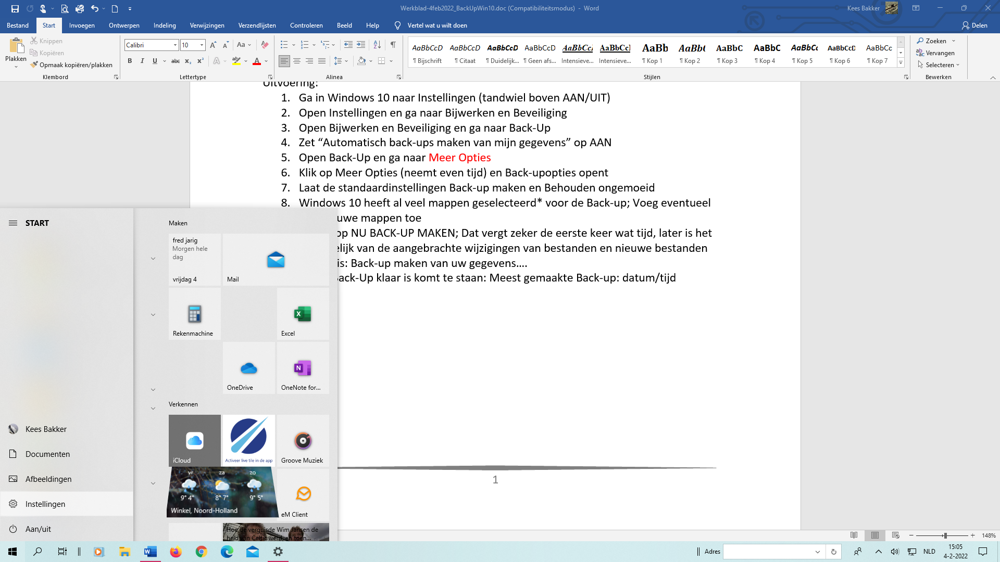 Werkblad-4feb2022_BackUpWin10.doc (Compatibiliteitsmodus) - Word
Kees Bakker
Bestand Start Invoegen Ontwerpen Indeling Verwijzingen Verzendlijsten Controleren Beeld Help Vertel wat u wilt doen Delen
Plakken
Knippen
Kopiëren
Opmaak kopiëren/plakken
Klembord
Calibri 10
Lettertype
Alinea
AaBbCcD AaBbCcD AaBbCcD AaBbCcD AaBbCcI AaBbCcI AaBb AaBbC AaBbC AaBbC AaBbCc AaBbCcD AaBbCc
¶ Bijschrift ¶ Citaat ¶ Duidelijk... ¶ Geen afs... Intensieve... Intensieve... ¶ Kop 1 ¶ Kop 2 ¶ Kop 3 ¶ Kop 4 ¶ Kop 5 ¶ Kop 6 ¶ Kop 7
Stijlen
Zoeken
Vervangen
Selecteren
Bewerken
Uitvoering:
1. Ga in Windows 10 naar Instellingen (tandwiel boven AAN/UIT)
2. Open Instellingen en ga naar Bijwerken en Beveiliging
3. Open Bijwerken en Beveiliging en ga naar Back-Up
4. Zet “Automatisch back-ups maken van mijn gegevens” op AAN
5. Open Back-Up en ga naar Meer Opties
6. Klik op Meer Opties (neemt even tijd) en Back-upopties opent
7. Laat de standaardinstellingen Back-up maken en Behouden ongemoeid
8. Windows 10 heeft al veel mappen geselecteerd* voor de Back-up; Voeg eventueel
uwe mappen toe
op NU BACK-UP MAKEN; Dat vergt zeker de eerste keer wat tijd, later is het
elijk van de aangebrachte wijzigingen van bestanden en nieuwe bestanden
is: Back-up maken van uw gegevens….
Back-Up klaar is komt te staan: Meest gemaakte Back-up: datum/tijd
1
START
Kees Bakker
Documenten
Afbeeldingen
Instellingen
Aan/uit
Maken
fred jarig
Morgen hele
dag
vrijdag 4
Mail
Rekenmachine
Excel
OneDrive
OneNote for...
Verkennen
iCloud
Activeer live tile in de app
Groove Muziek
vr za zo
9° 4° 8° 7° 9° 5°
Winkel, Noord-Holland
eM Client
Hoe de verguisde Wim Jansen de
held van Celtic werd, en toen...
148%
Adres
NLD
15:05
4-2-2022